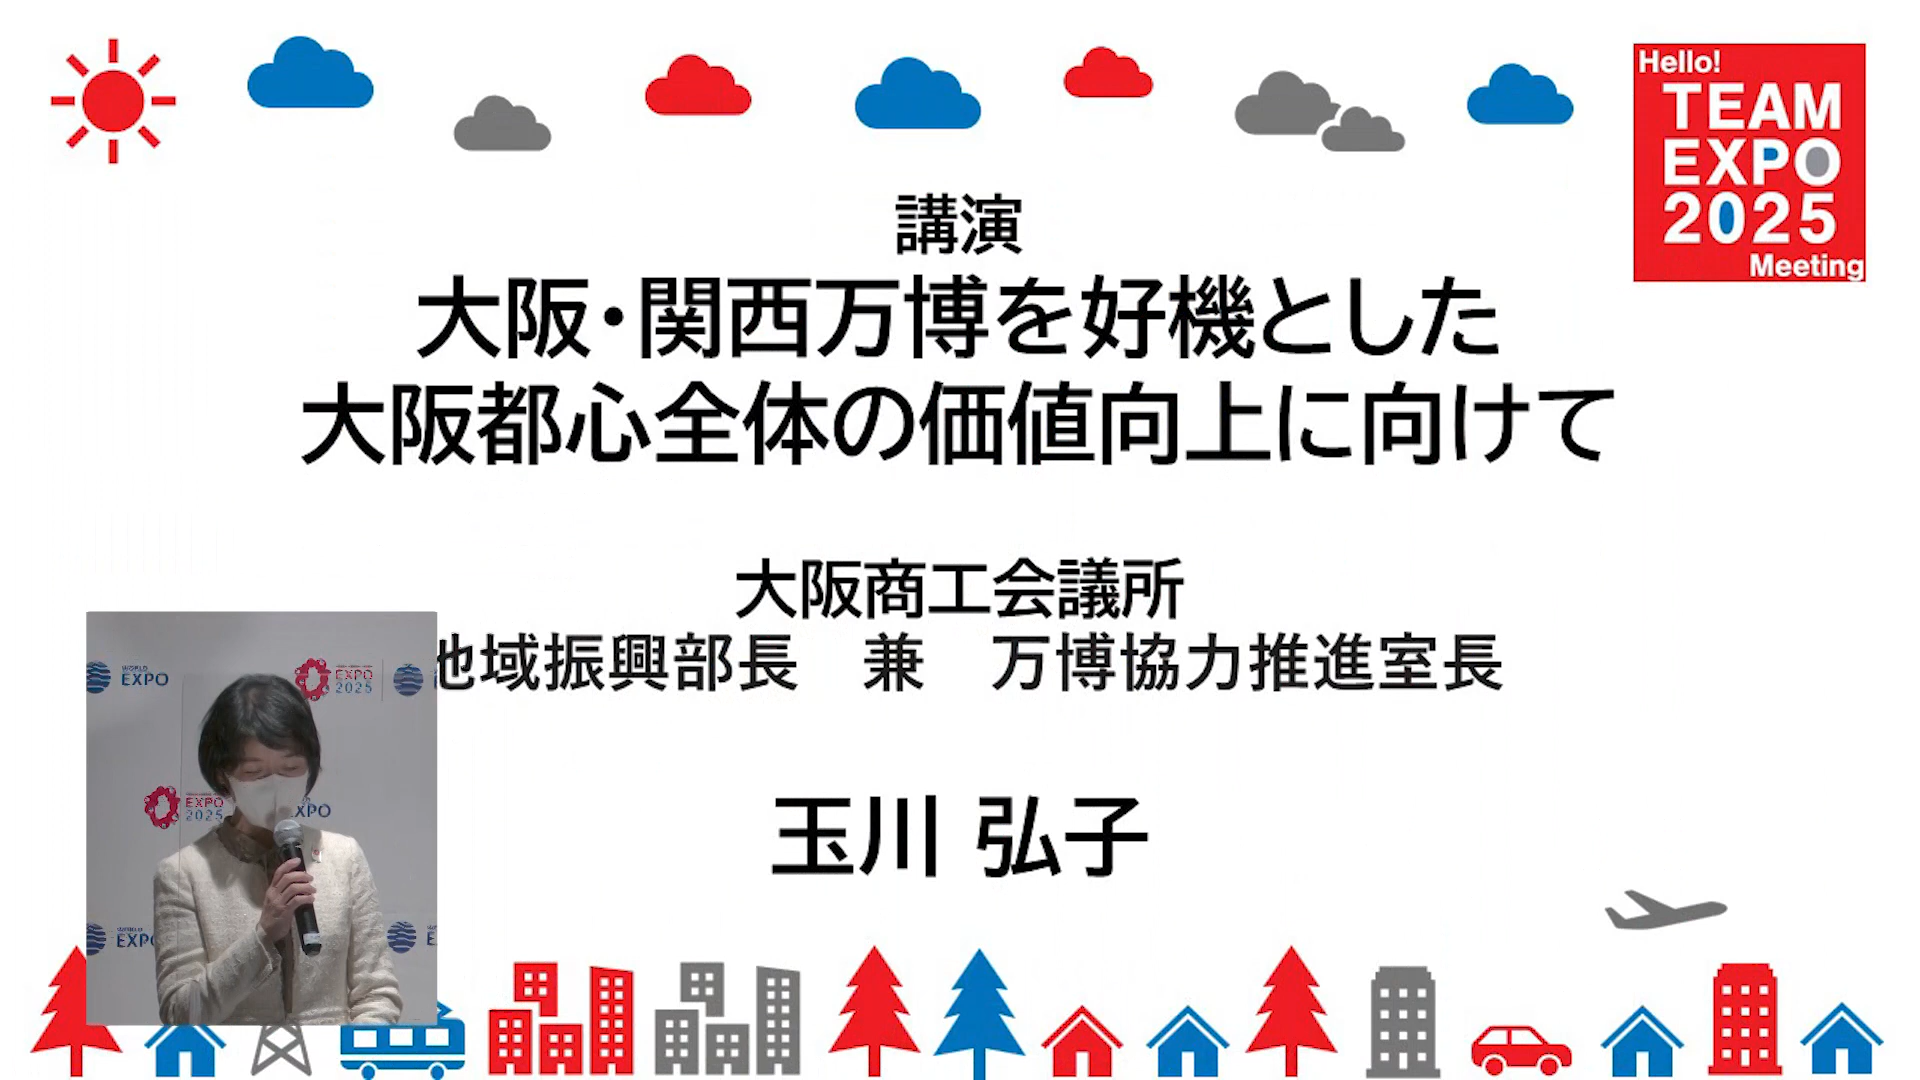 Hello!
TEAM
EXPO
2025
Meeting
講演
大阪・関西万博を好機とした
大阪都心全体の価値向上に向けて
大阪商工会議所
地域振興部長　兼　万博協力推進室長
玉川 弘子
WORLD
EXPO
EXPO
2025
EXPO
2025
XPO
WORLD
EXPO
E